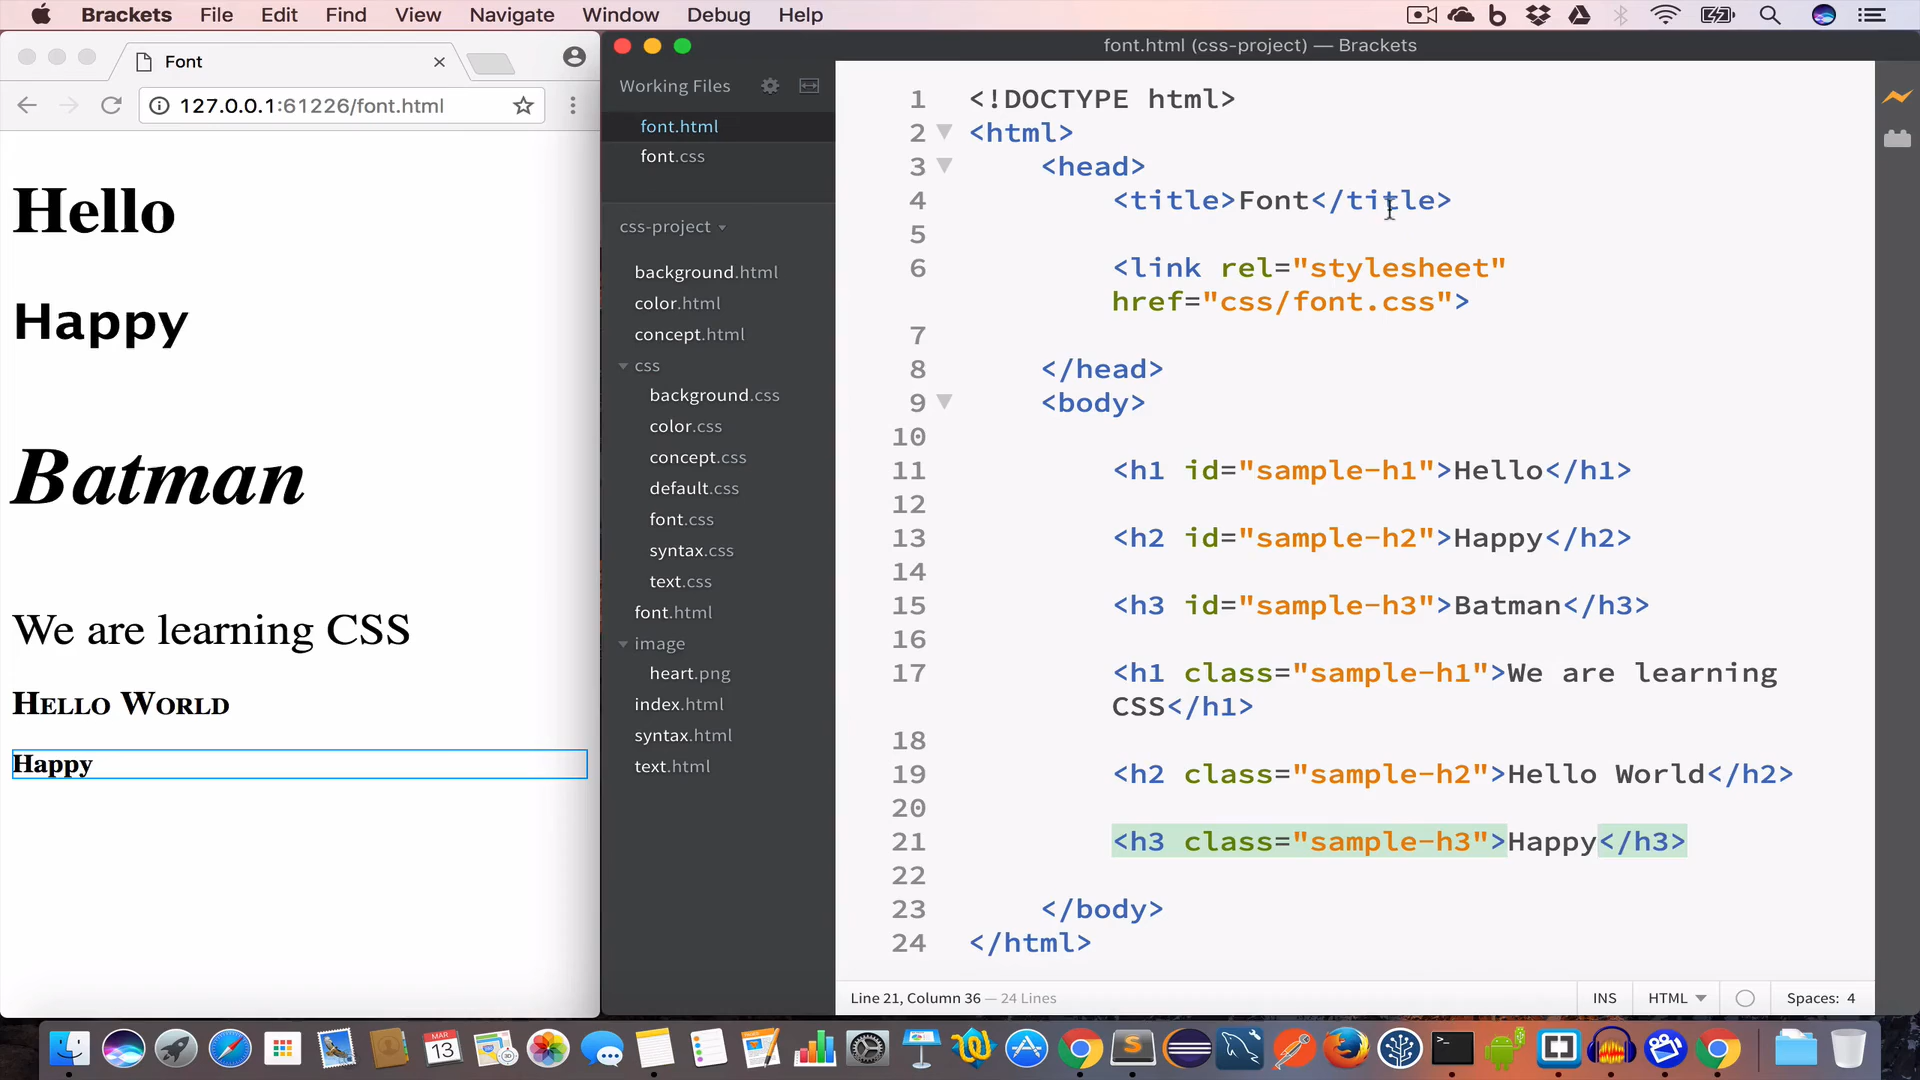 Brackets File Edit Find View Navigate Window Debug Help
Font
127.0.0.1:61226/font.html
Hello
Happy
Batman
We are learning CSS
Hello World
Happy
font.html (css-project) — Brackets
Working Files
font.html
font.css
css-project
background.html
color.html
concept.html
css
background.css
color.css
concept.css
default.css
font.css
syntax.css
text.css
font.html
image
heart.png
index.html
syntax.html
text.html
1 <!DOCTYPE html>
2 <html>
3 <head>
4 <title>Font</title>
5
6 <link rel="stylesheet"
href="css/font.css">
7
8 </head>
9 <body>
10
11 <h1 id="sample-h1">Hello</h1>
12
13 <h2 id="sample-h2">Happy</h2>
14
15 <h3 id="sample-h3">Batman</h3>
16
17 <h1 class="sample-h1">We are learning
CSS</h1>
18
19 <h2 class="sample-h2">Hello World</h2>
20
21 <h3 class="sample-h3">Happy</h3>
22
23 </body>
24 </html>
Line 21, Column 36 — 24 Lines
INS HTML Spaces: 4
MAR
13